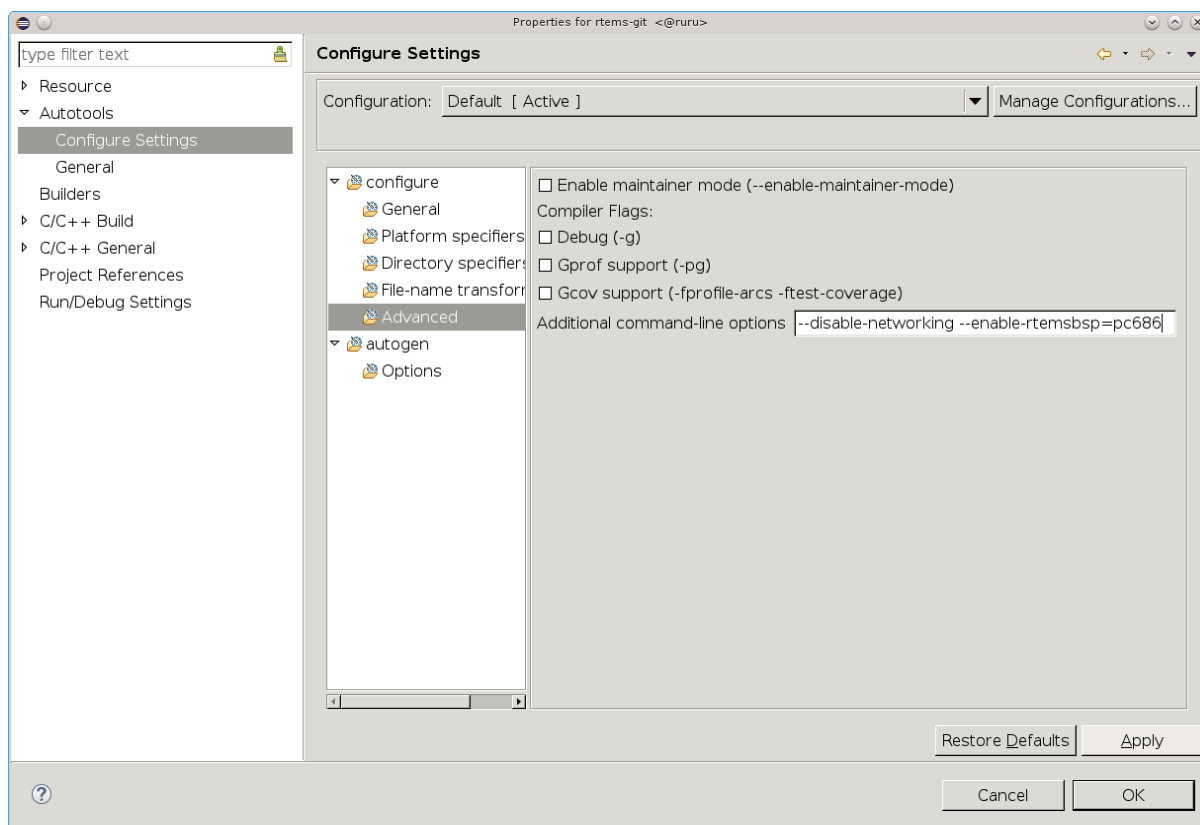 Properties for rtems-git <@ruru>
type filter text
Resource
Autotools
Configure Settings
General
Builders
C/C++ Build
C/C++ General
Project References
Run/Debug Settings
Configure Settings
Configuration: Default [ Active ] Manage Configurations...
configure
General
Platform specifiers
Directory specifiers
File-name transforr
Advanced
autogen
Options
Enable maintainer mode (--enable-maintainer-mode)
Compiler Flags:
Debug (-g)
Gprof support (-pg)
Gcov support (-fprofile-arcs -ftest-coverage)
Additional command-line options --disable-networking --enable-rtemsbsp=pc686
Restore Defaults Apply
Cancel OK